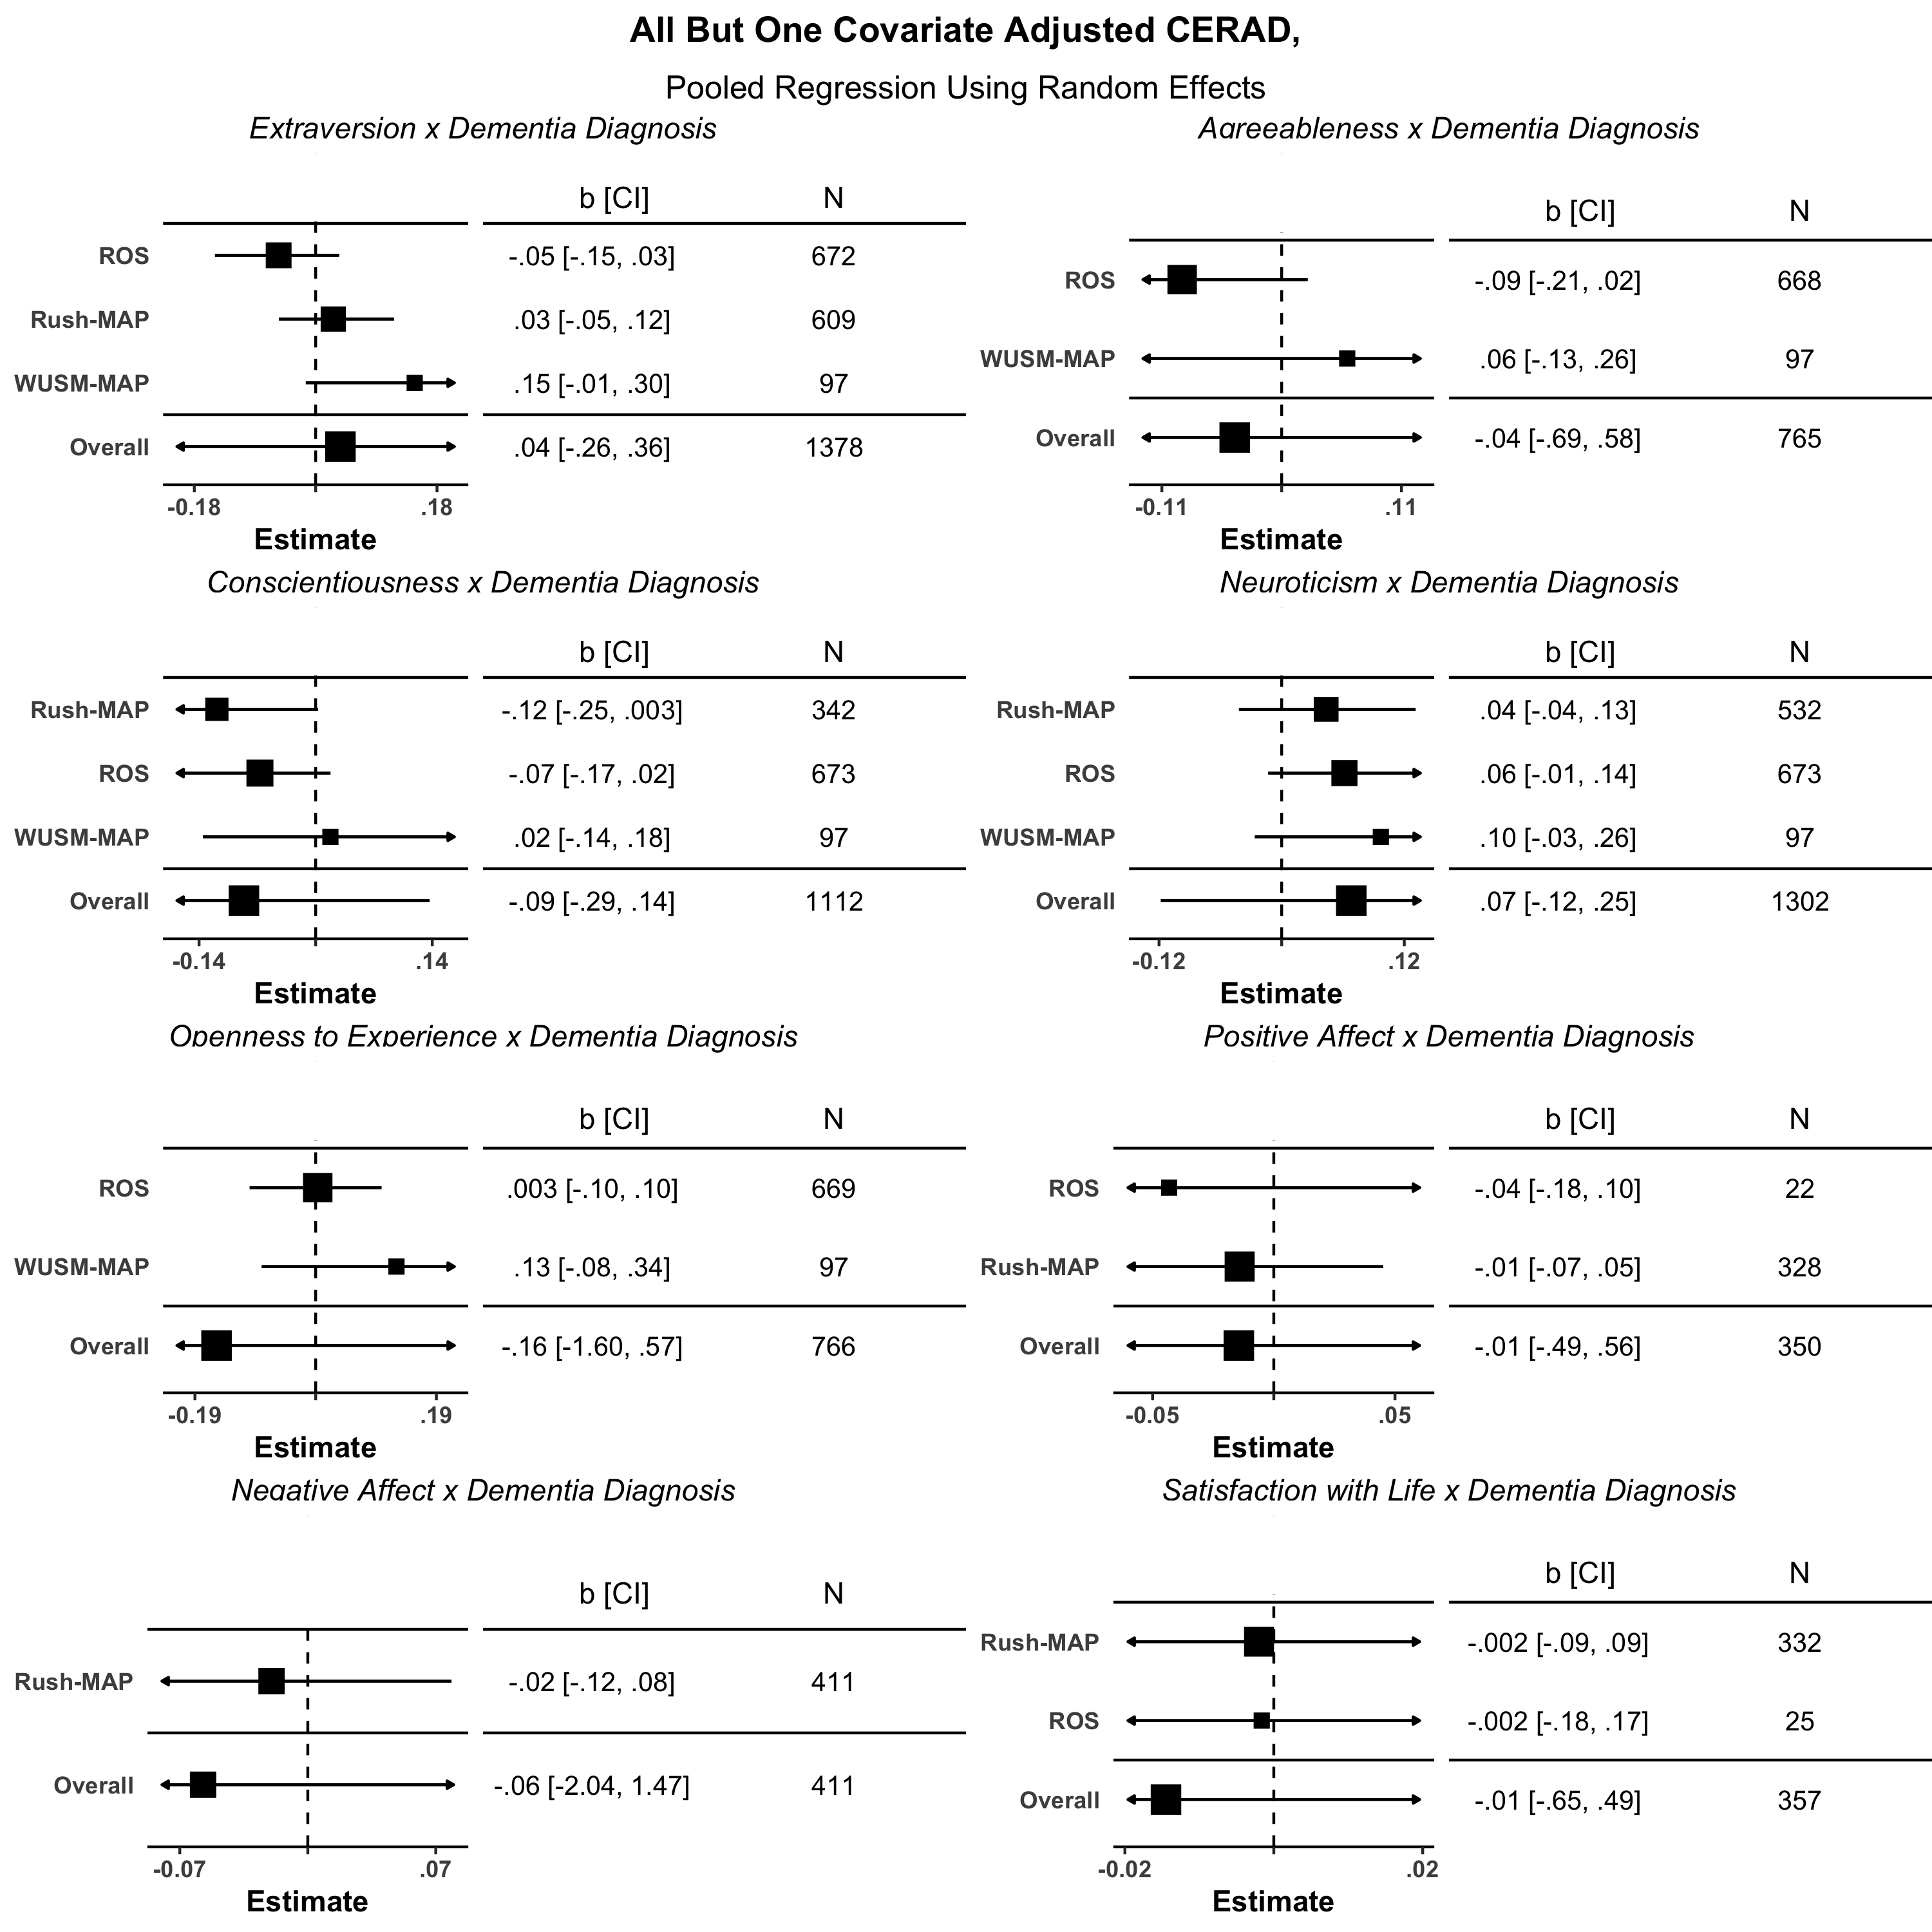 All But One Covariate Adjusted CERAD,
Pooled Regression Using Random Effects
Extraversion x Dementia Diagnosis
b [CI] N
ROS -.05 [-.15, .03] 672
Rush-MAP .03 [-.05, .12] 609
WUSM-MAP .15 [-.01, .30] 97
Overall .04 [-.26, .36] 1378
-0.18 .18
Estimate
Agreeableness x Dementia Diagnosis
b [CI] N
ROS -.09 [-.21, .02] 668
WUSM-MAP .06 [-.13, .26] 97
Overall -.04 [-.69, .58] 765
-0.11 .11
Estimate
Conscientiousness x Dementia Diagnosis
b [CI] N
Rush-MAP -.12 [-.25, .003] 342
ROS -.07 [-.17, .02] 673
WUSM-MAP .02 [-.14, .18] 97
Overall -.09 [-.29, .14] 1112
-0.14 .14
Estimate
Neuroticism x Dementia Diagnosis
b [CI] N
Rush-MAP .04 [-.04, .13] 532
ROS .06 [-.01, .14] 673
WUSM-MAP .10 [-.03, .26] 97
Overall .07 [-.12, .25] 1302
-0.12 .12
Estimate
Openness to Experience x Dementia Diagnosis
b [CI] N
ROS .003 [-.10, .10] 669
WUSM-MAP .13 [-.08, .34] 97
Overall -.16 [-1.60, .57] 766
-0.19 .19
Estimate
Positive Affect x Dementia Diagnosis
b [CI] N
ROS -.04 [-.18, .10] 22
Rush-MAP -.01 [-.07, .05] 328
Overall -.01 [-.49, .56] 350
-0.05 .05
Estimate
Negative Affect x Dementia Diagnosis
b [CI] N
Rush-MAP -.02 [-.12, .08] 411
Overall -.06 [-2.04, 1.47] 411
-0.07 .07
Estimate
Satisfaction with Life x Dementia Diagnosis
b [CI] N
Rush-MAP -.002 [-.09, .09] 332
ROS -.002 [-.18, .17] 25
Overall -.01 [-.65, .49] 357
-0.02 .02
Estimate